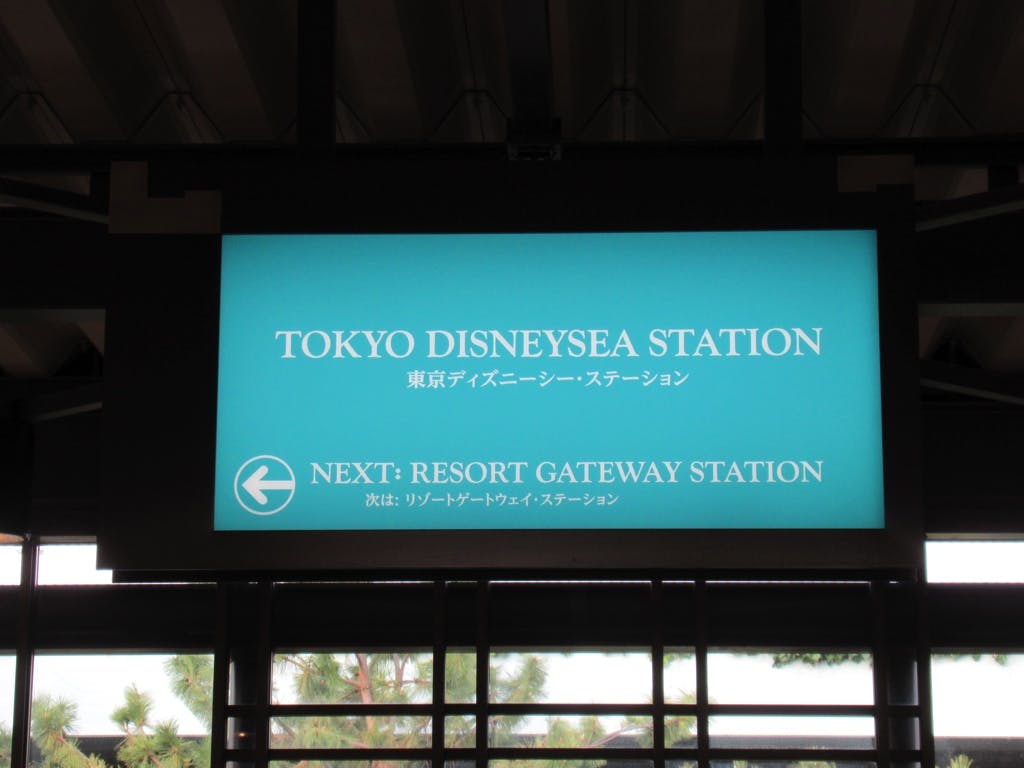 TOKYO DISNEYSEA STATION
東京ディズニーシー・ステーション
NEXT: RESORT GATEWAY STATION
次は: リゾートゲートウェイ・ステーション